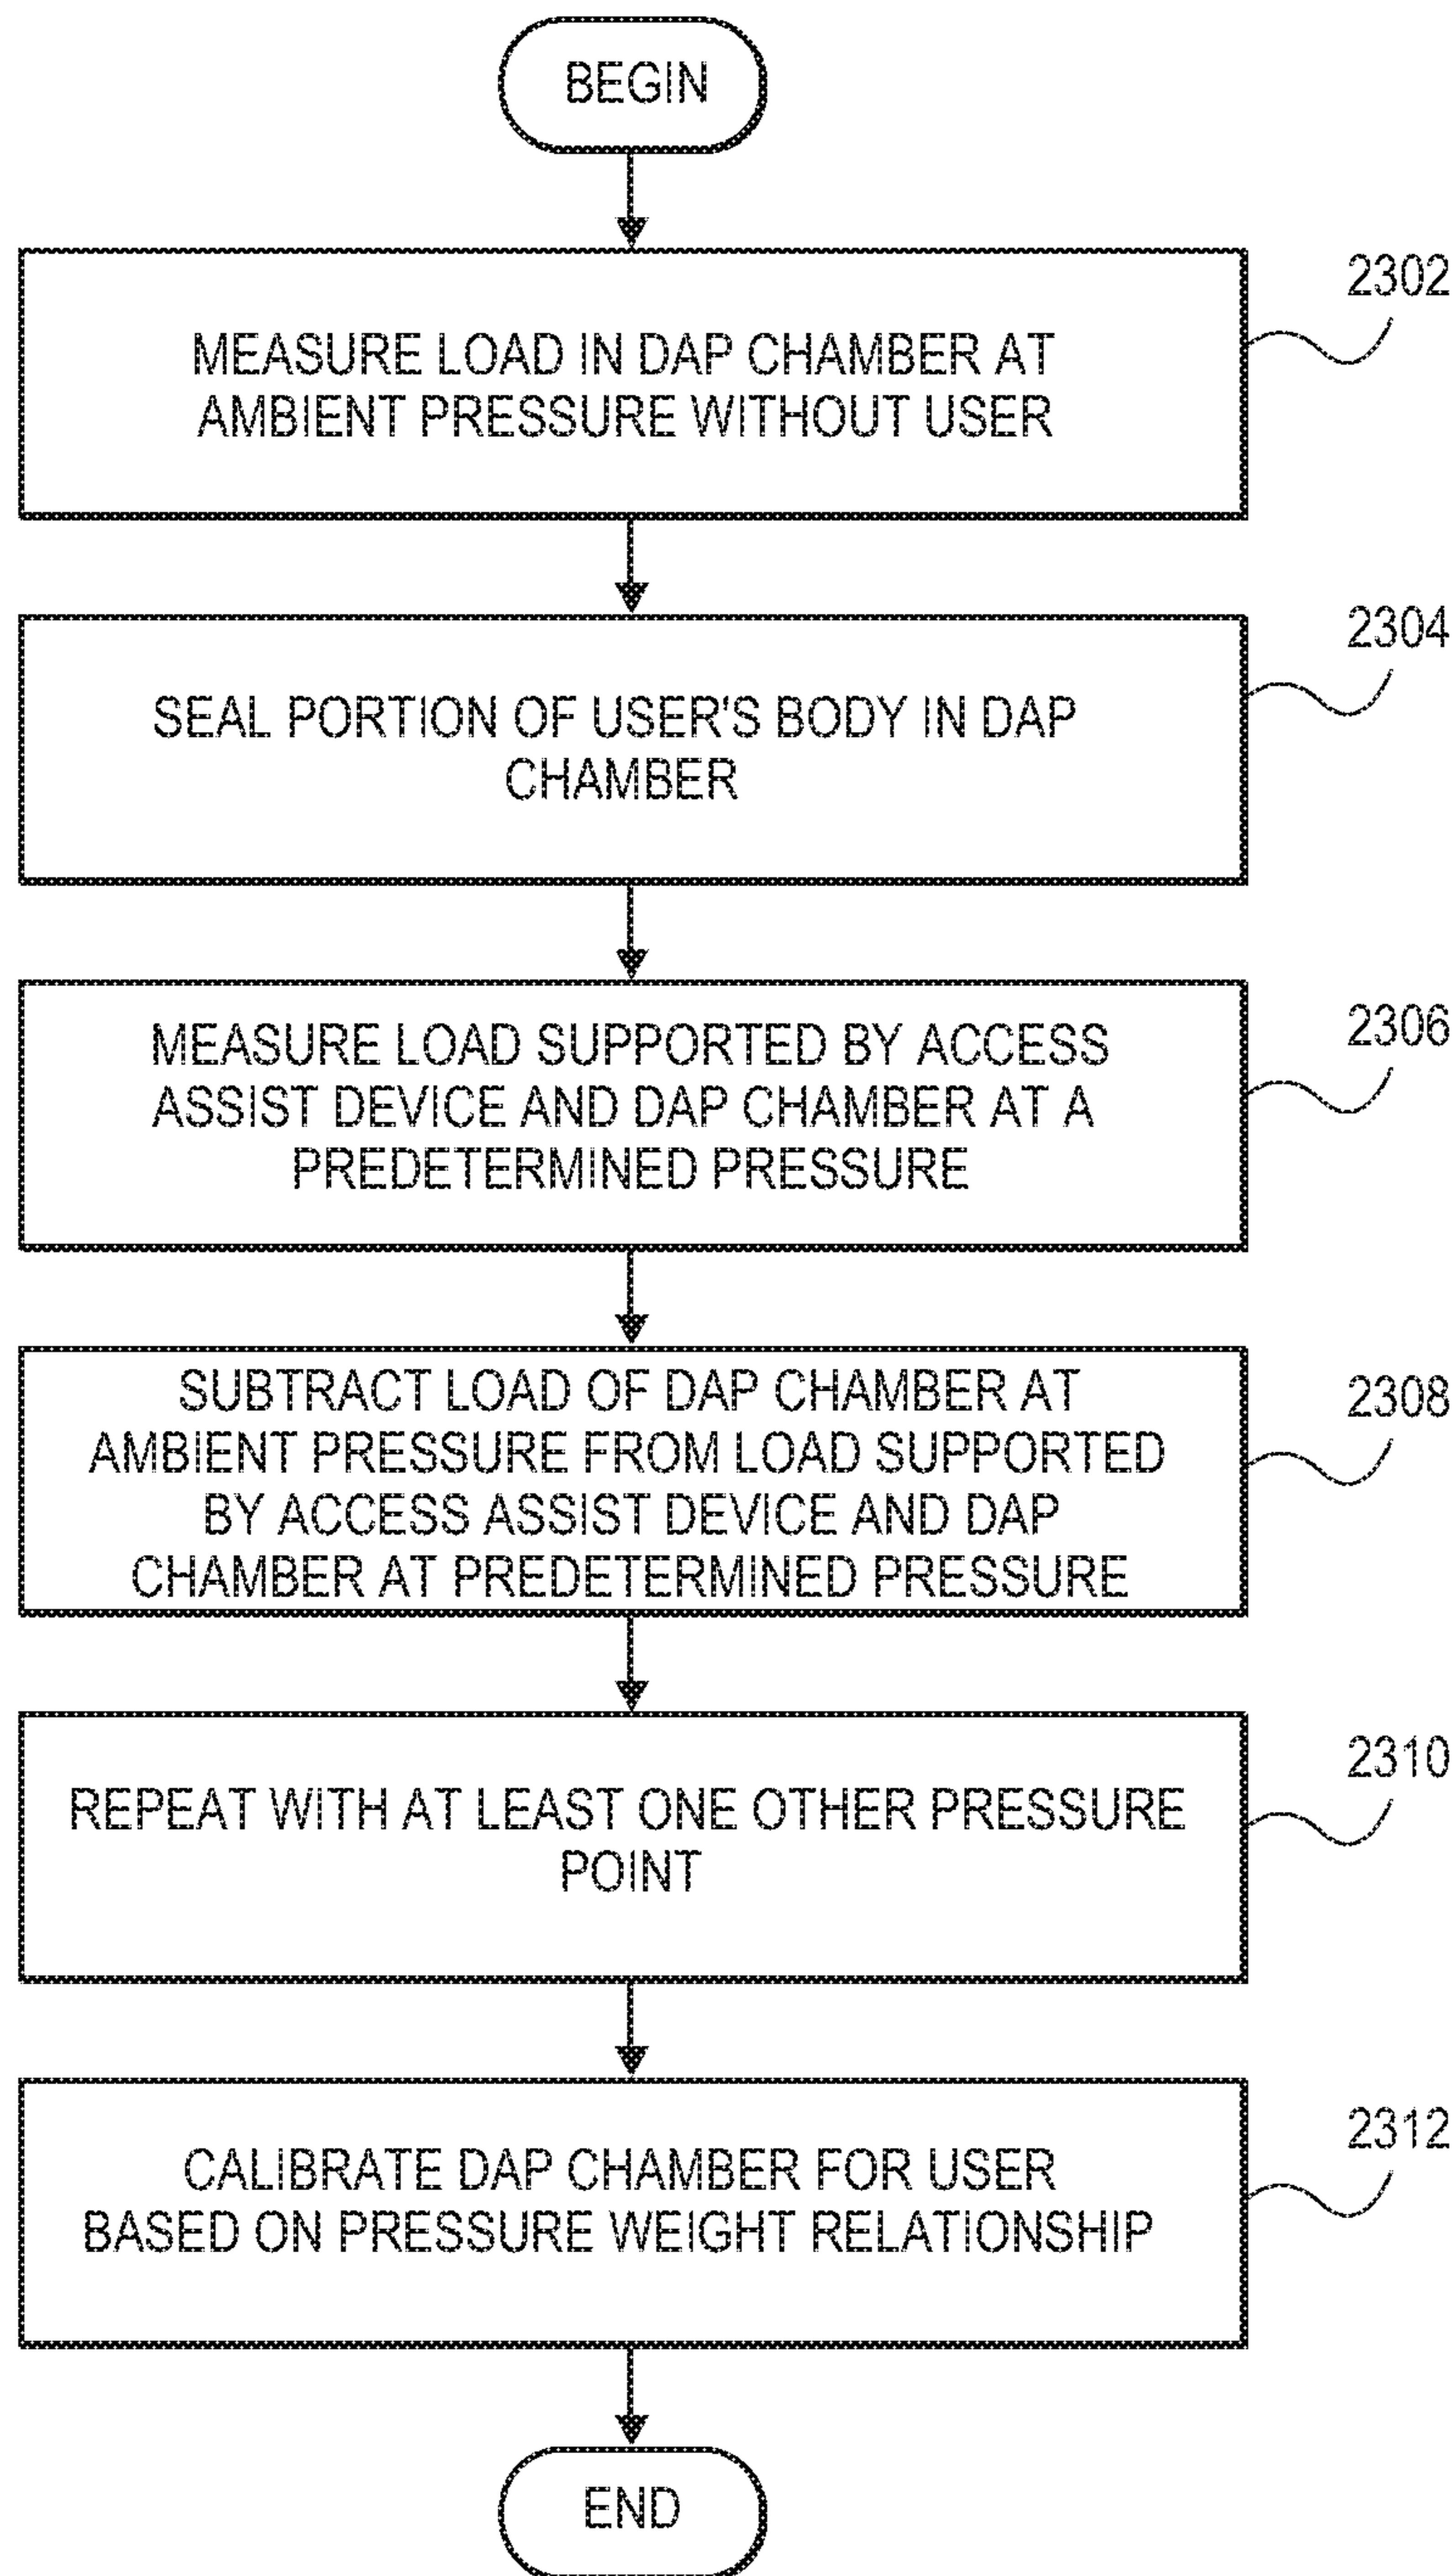 BEGIN
MEASURE LOAD IN DAP CHAMBER AT
AMBIENT PRESSURE WITHOUT USER
2302
SEAL PORTION OF USER'S BODY IN DAP
CHAMBER
2304
MEASURE LOAD SUPPORTED BY ACCESS
ASSIST DEVICE AND DAP CHAMBER AT A
PREDETERMINED PRESSURE
2306
SUBTRACT LOAD OF DAP CHAMBER AT
AMBIENT PRESSURE FROM LOAD SUPPORTED
BY ACCESS ASSIST DEVICE AND DAP
CHAMBER AT PREDETERMINED PRESSURE
2308
REPEAT WITH AT LEAST ONE OTHER PRESSURE
POINT
2310
CALIBRATE DAP CHAMBER FOR USER
BASED ON PRESSURE WEIGHT RELATIONSHIP
2312
END